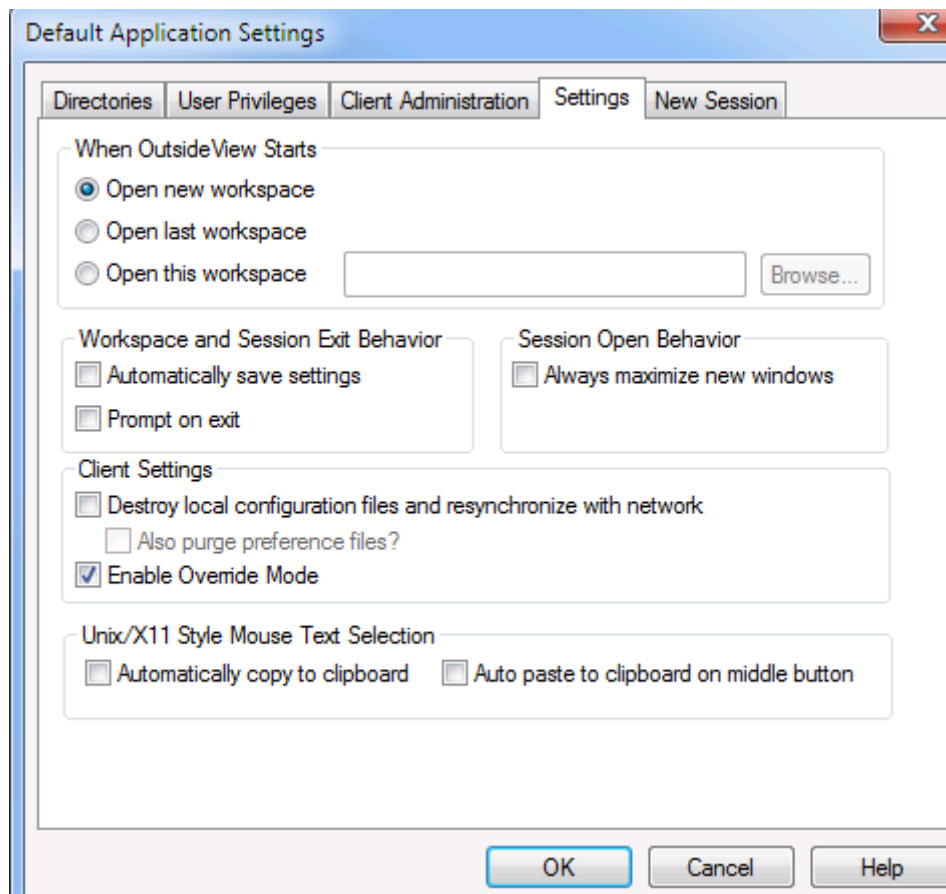 Default Application Settings
Directories User Privileges Client Administration Settings New Session
When OutsideView Starts
Open new workspace
Open last workspace
Open this workspace Browse...
Workspace and Session Exit Behavior Session Open Behavior
Automatically save settings Always maximize new windows
Prompt on exit
Client Settings
Destroy local configuration files and resynchronize with network
Also purge preference files?
Enable Override Mode
Unix/X11 Style Mouse Text Selection
Automatically copy to clipboard Auto paste to clipboard on middle button
OK Cancel Help